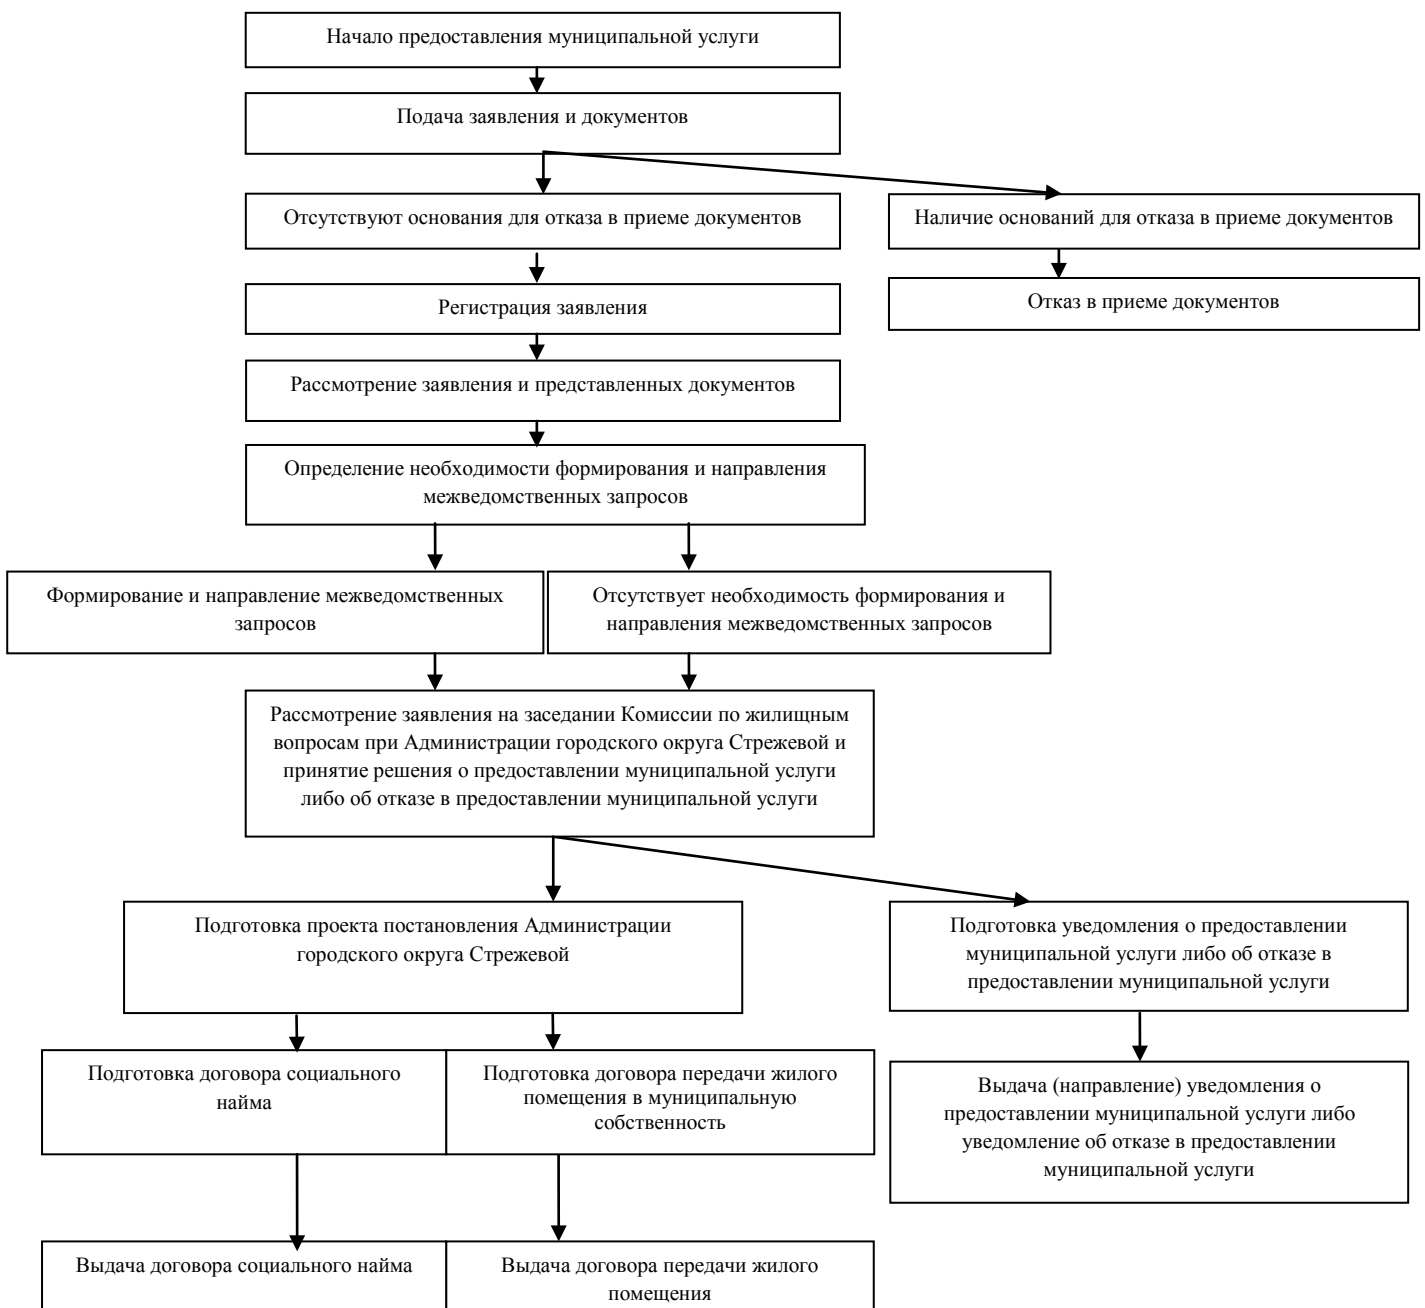 Начало предоставления муниципальной услуги
Подача заявления и документов
Отсутствуют основания для отказа в приеме документов
Наличие оснований для отказа в приеме документов
Регистрация заявления
Отказ в приеме документов
Рассмотрение заявления и представленных документов
Определение необходимости формирования и направления
межведомственных запросов
Формирование и направление межведомственных
запросов
Отсутствует необходимость формирования и
направления межведомственных запросов
Рассмотрение заявления на заседании Комиссии по жилищным
вопросам при Администрации городского округа Стрежевой и
принятие решения о предоставлении муниципальной услуги
либо об отказе в предоставлении муниципальной услуги
Подготовка проекта постановления Администрации
городского округа Стрежевой
Подготовка уведомления о предоставлении
муниципальной услуги либо об отказе в
предоставлении муниципальной услуги
Подготовка договора социального
найма
Подготовка договора передачи жилого
помещения в муниципальную
собственность
Выдача (направление) уведомления о
предоставлении муниципальной услуги либо
уведомление об отказе в предоставлении
муниципальной услуги
Выдача договора социального найма
Выдача договора передачи жилого
помещения